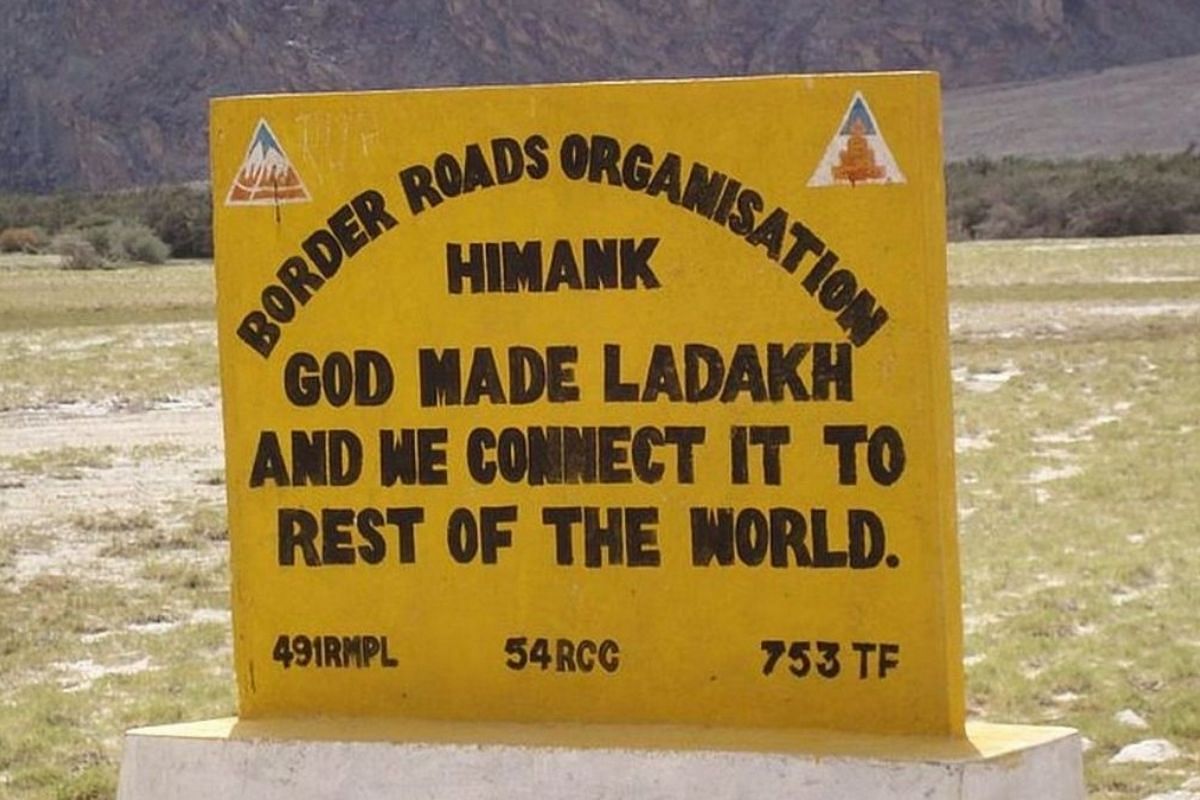 BORDER ROADS ORGANISATION
HIMANK
GOD MADE LADAKH
AND WE CONNECT IT TO
REST OF THE WORLD.
491RMPL 54RCC 753 TF